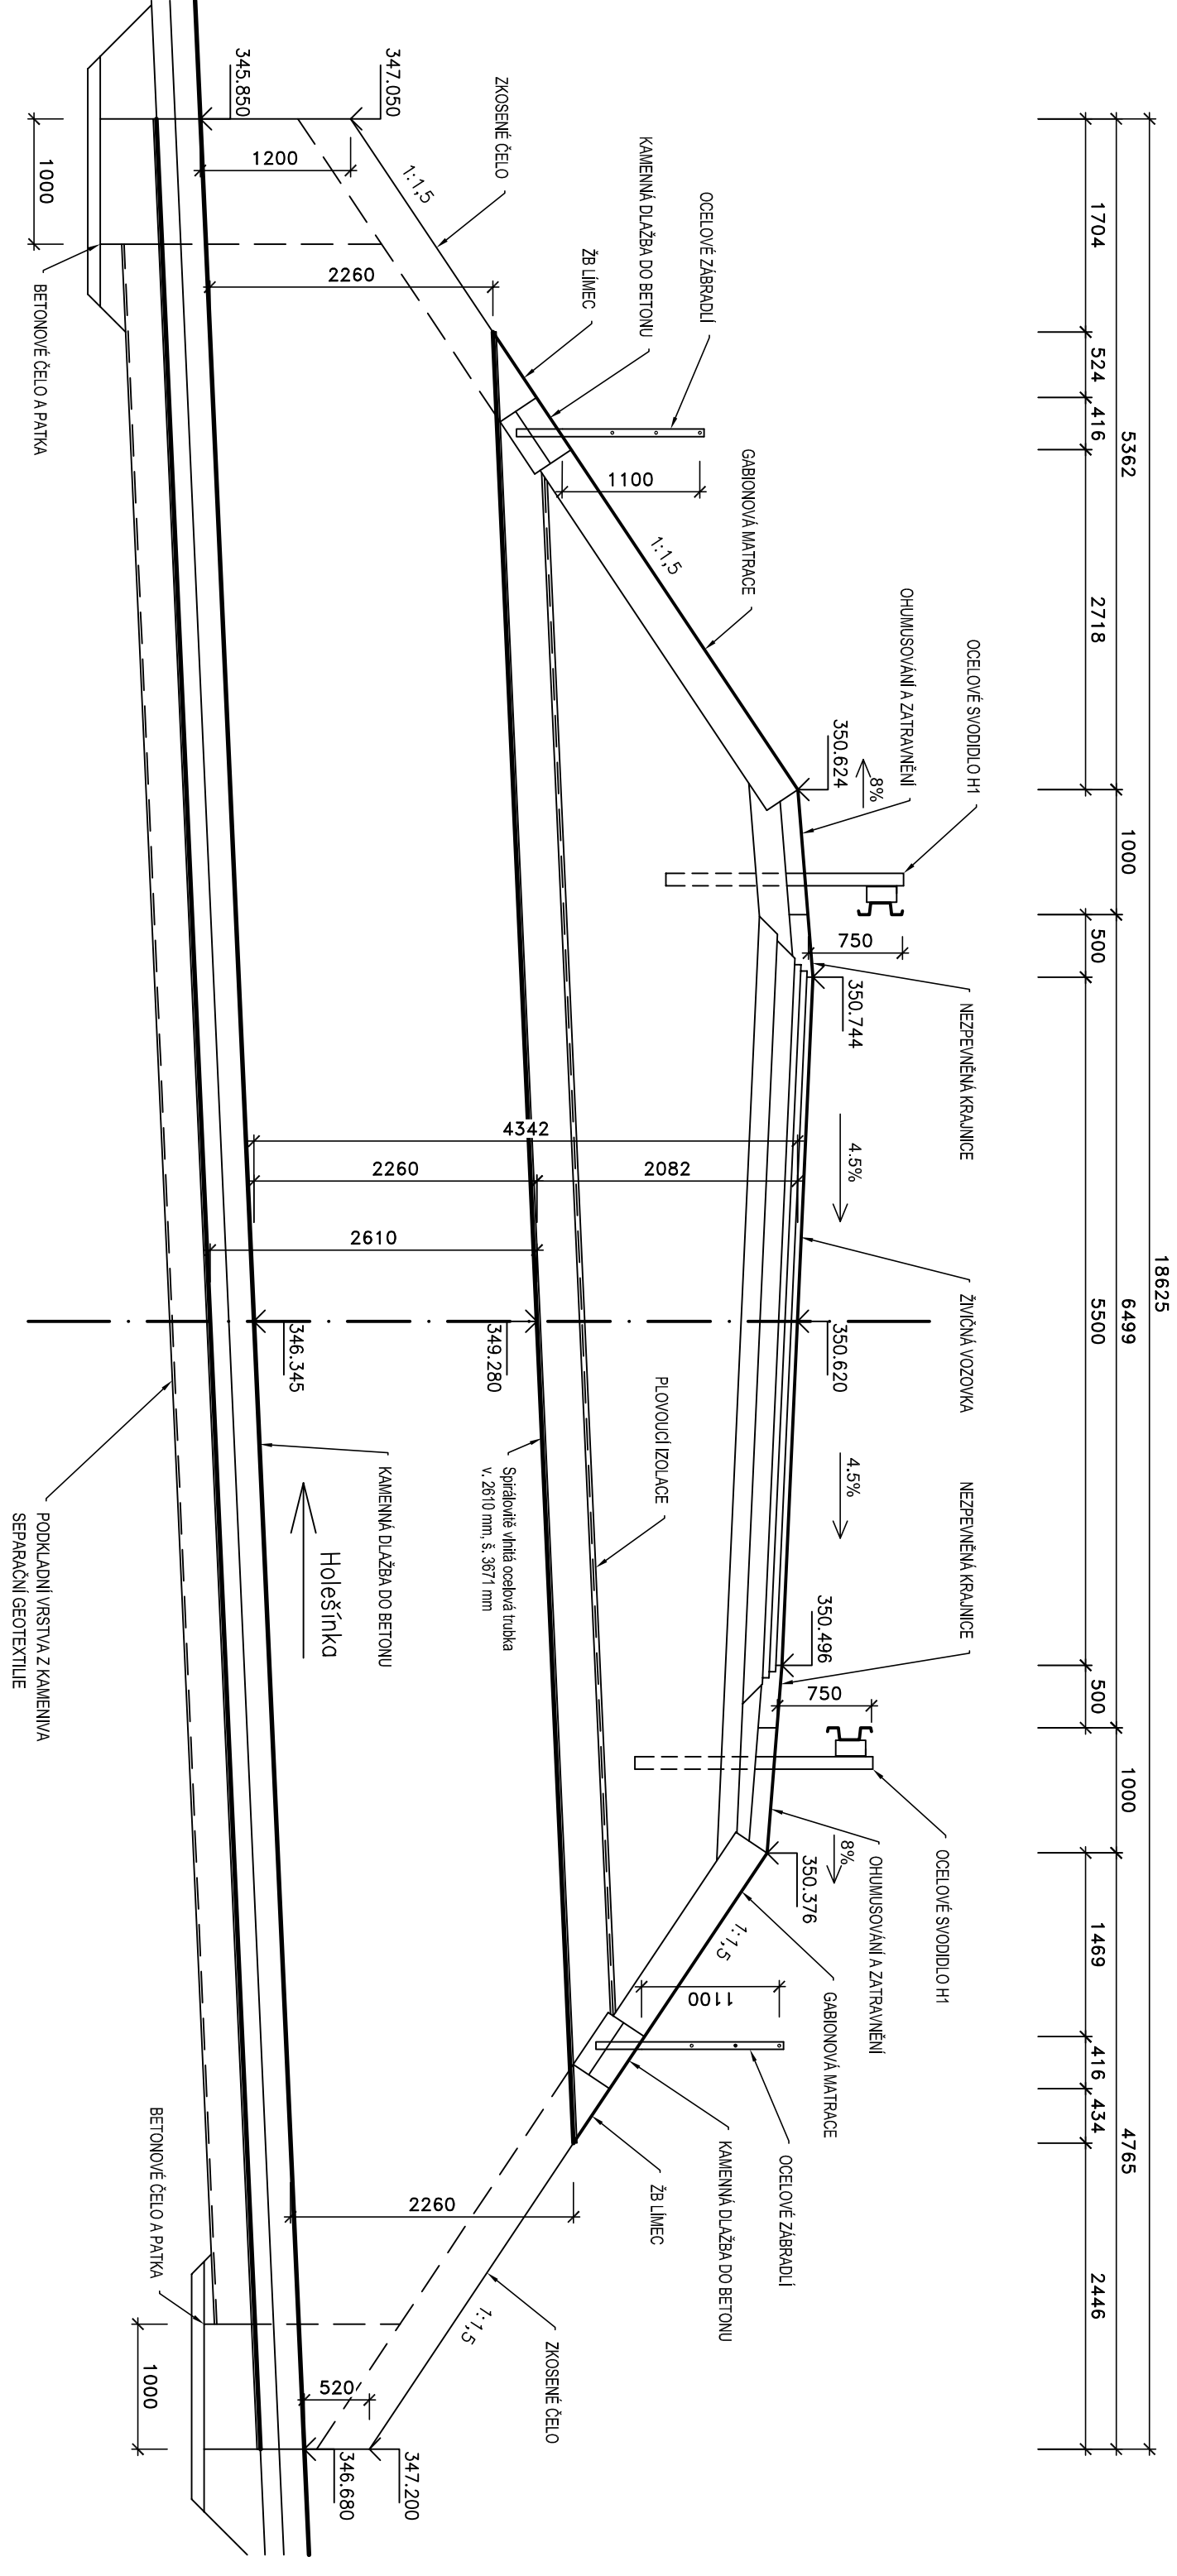 18625
5362
1000
6499
1000
4765
1704
524
416
2718
500
5500
500
1469
416
434
2446
OCELOVÉ SVODIDLO H1
OHUMUSOVÁNÍ A ZATRAVNĚNÍ
8%
350.624
GABIONOVÁ MATRACE
1:1,5
1100
OCELOVÉ ZÁBRADLÍ
KAMENNÁ DLAŽBA DO BETONU
ŽB LÍMEC
ZKOSENÉ ČELO
1:1,5
347.050
345.850
1200
2260
1000
BETONOVÉ ČELO A PATKA
750
350.744
NEZPEVNĚNÁ KRAJNICE
4.5%
4342
2260
2082
2610
ŽIVIČNÁ VOZOVKA
350.620
349.280
346.345
4.5%
NEZPEVNĚNÁ KRAJNICE
350.496
750
PLOVOUCÍ IZOLACE
Spirálovitě vlnitá ocelová trubka
v. 2610 mm, š. 3671 mm
KAMENNÁ DLAŽBA DO BETONU
Holešínka
PODKLADNÍ VRSTVA Z KAMENIVA
SEPARAČNÍ GEOTEXTILIE
OCELOVÉ SVODIDLO H1
OHUMUSOVÁNÍ A ZATRAVNĚNÍ
8%
350.376
1:1,5
GABIONOVÁ MATRACE
1100
OCELOVÉ ZÁBRADLÍ
KAMENNÁ DLAŽBA DO BETONU
ŽB LÍMEC
2260
ZKOSENÉ ČELO
1:1,5
520
347.200
346.680
BETONOVÉ ČELO A PATKA
1000